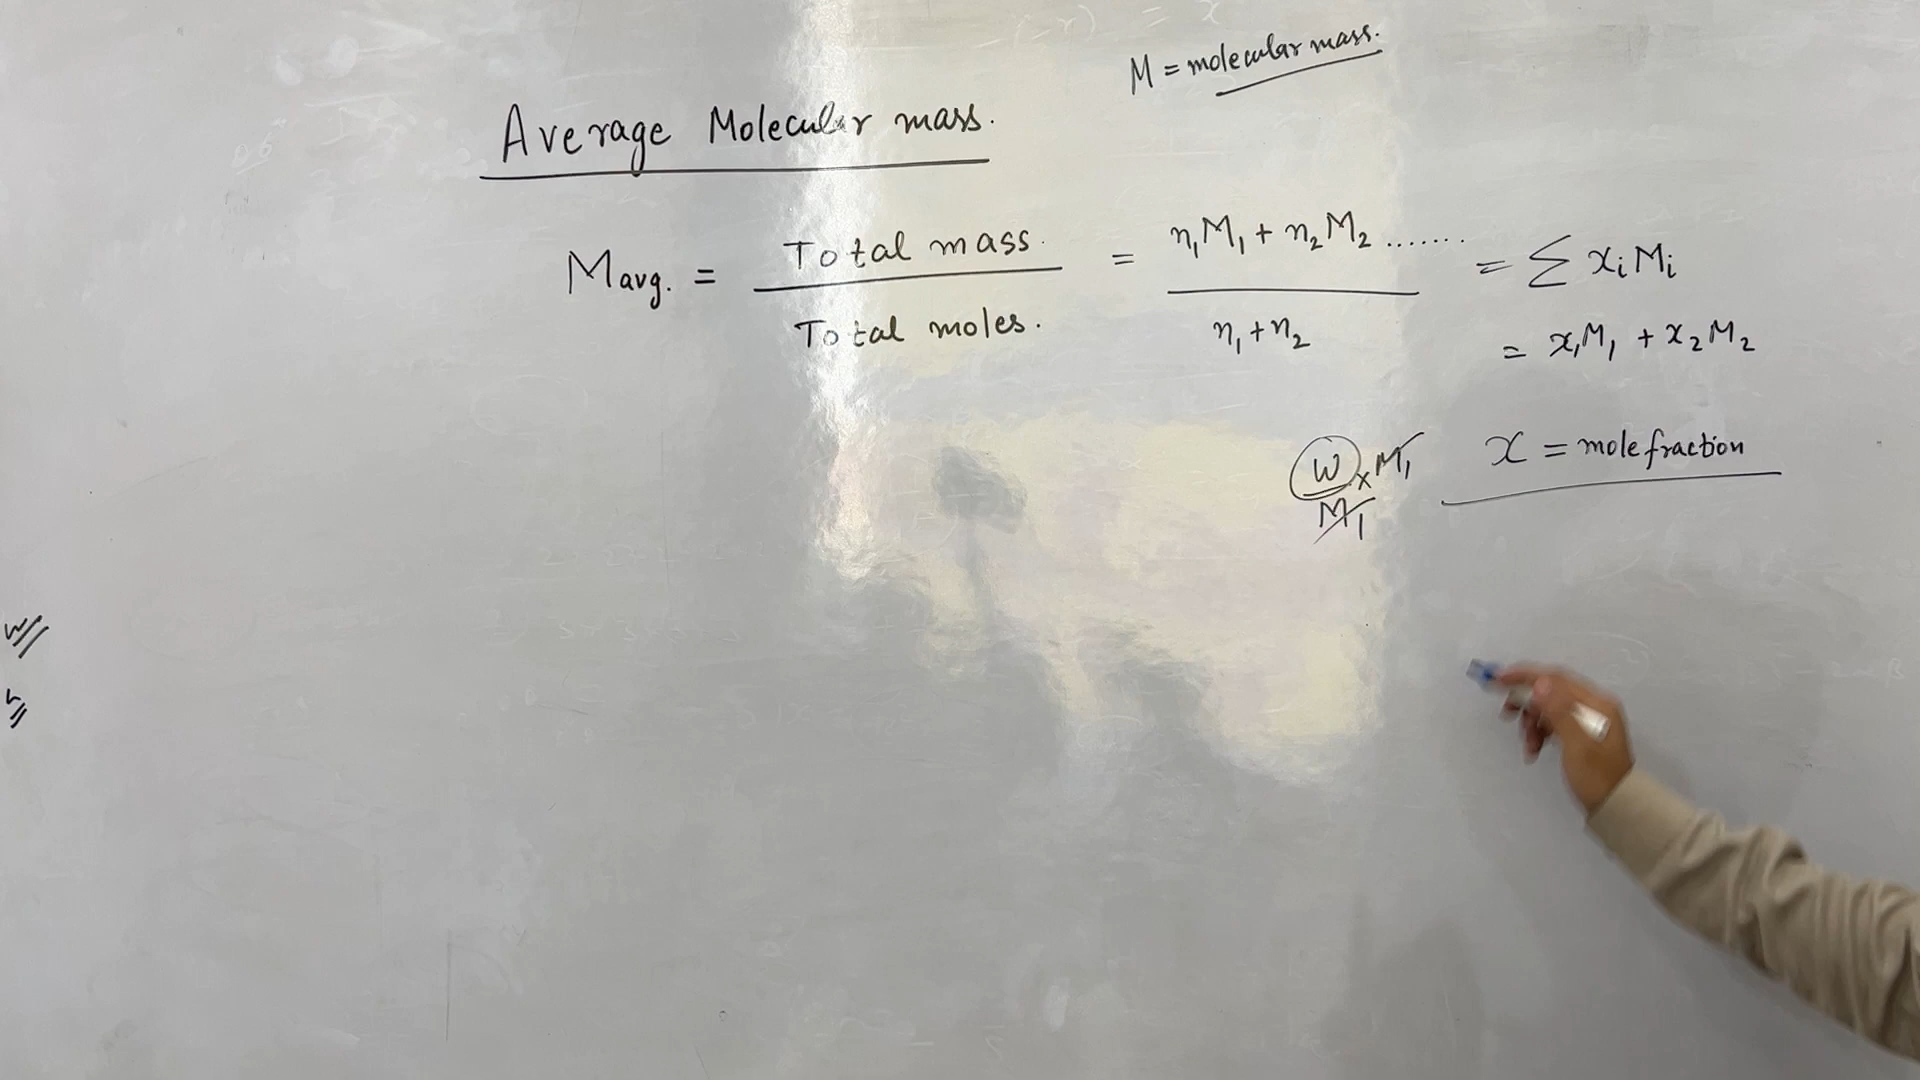 M = molecular mass.
Average Molecular mass.
Mavg. = Total mass. / Total moles. = n₁M₁ + n₂M₂ ....... / n₁ + n₂ = ∑ xᵢMᵢ
= x₁M₁ + x₂M₂
W/M₁ × M₁
x = mole fraction